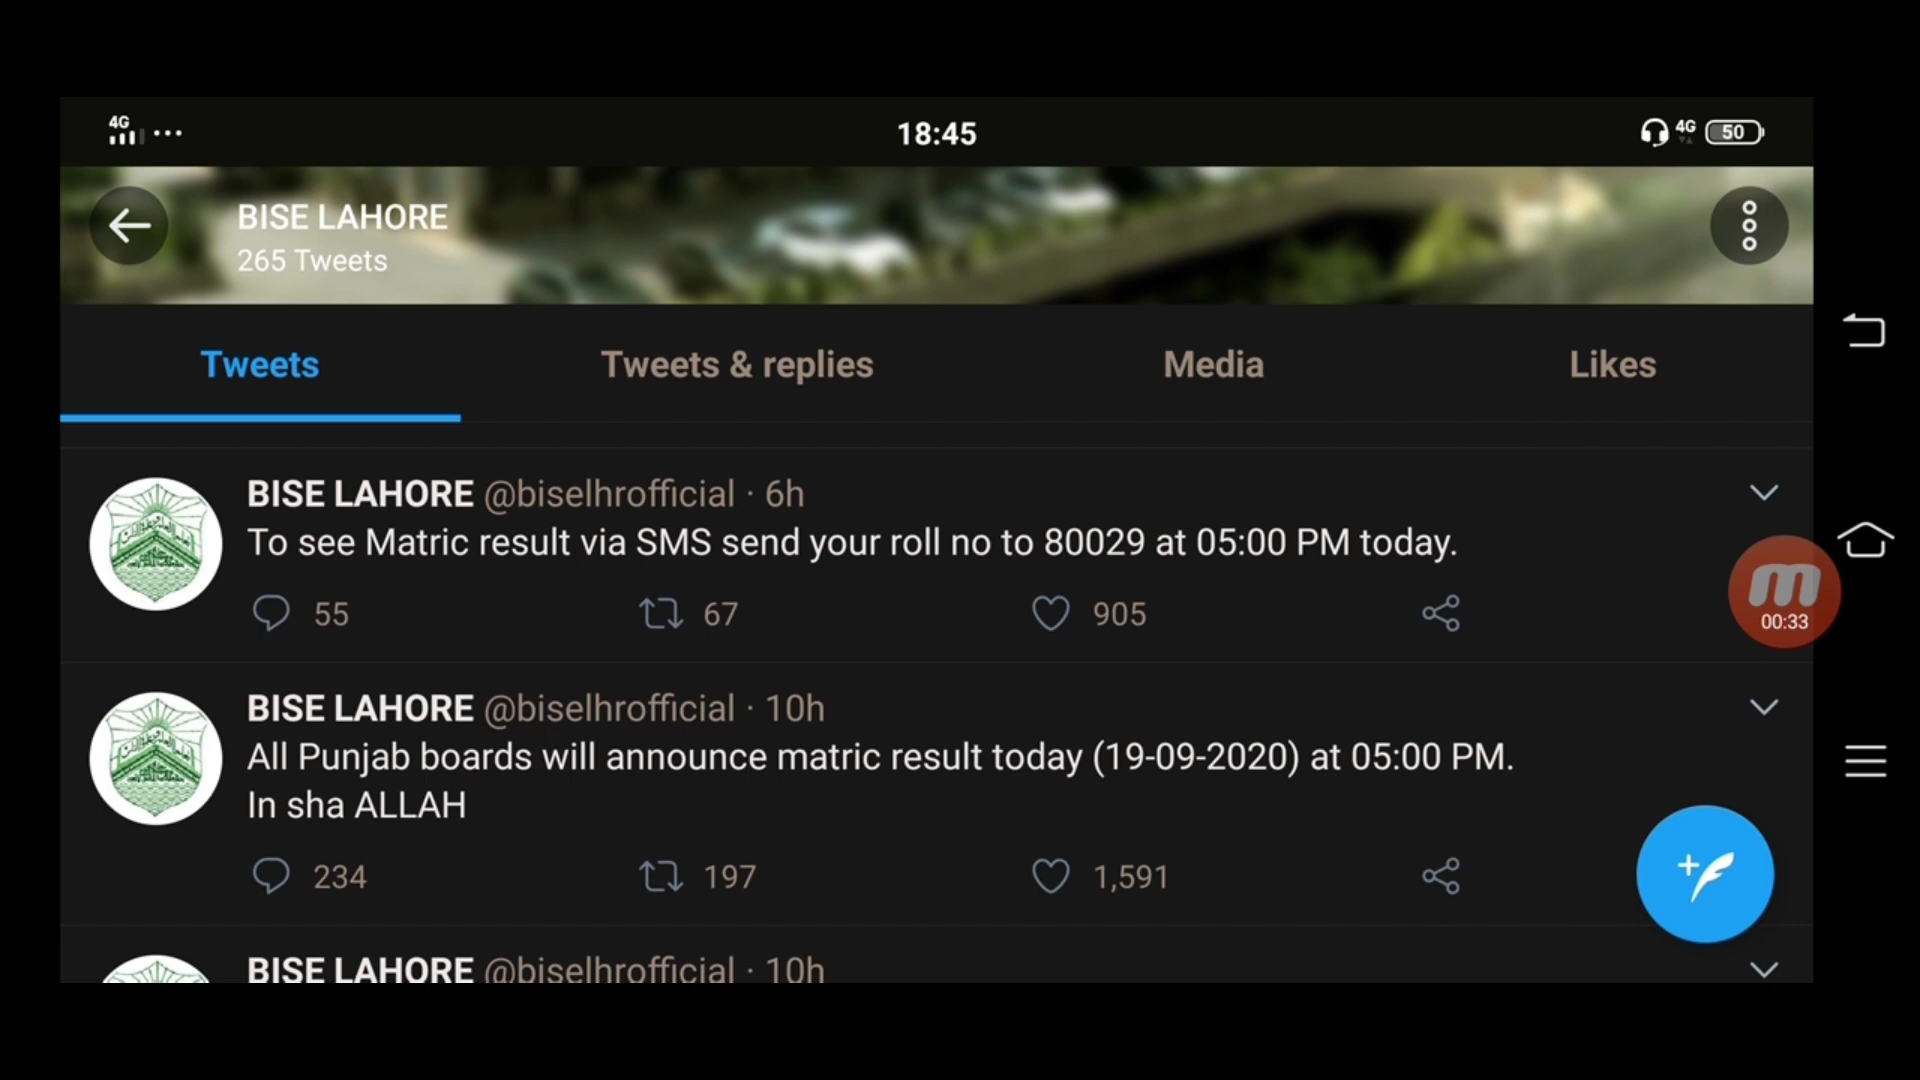 4G
18:45
4G
50
BISE LAHORE
265 Tweets
Tweets
Tweets & replies
Media
Likes
BISE LAHORE @biselhrofficial · 6h
To see Matric result via SMS send your roll no to 80029 at 05:00 PM today.
55
67
905
00:33
BISE LAHORE @biselhrofficial · 10h
All Punjab boards will announce matric result today (19-09-2020) at 05:00 PM.
In sha ALLAH
234
197
1,591
BISE LAHORE @biselhrofficial · 10h